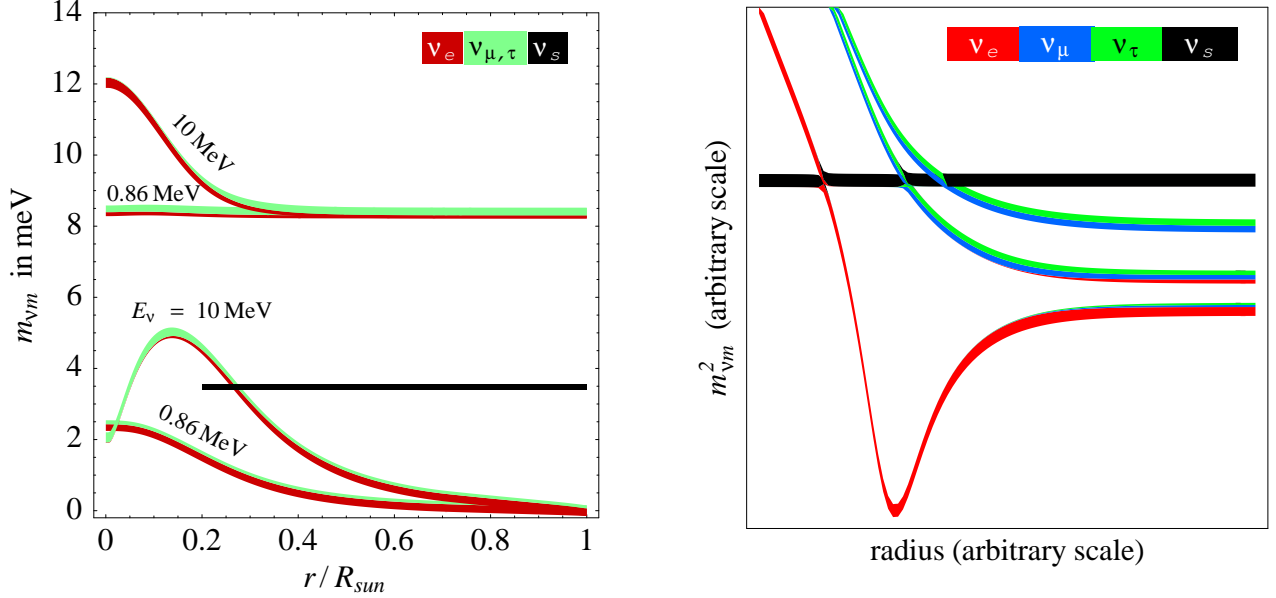 ν_e ν_μ,τ ν_s
14
12
10
8
6
4
2
0
m_νm in meV
10 MeV
0.86 MeV
E_ν = 10 MeV
0.86 MeV
0 0.2 0.4 0.6 0.8 1
r / R_sun
ν_e ν_μ ν_τ ν_s
m²_νm (arbitrary scale)
radius (arbitrary scale)